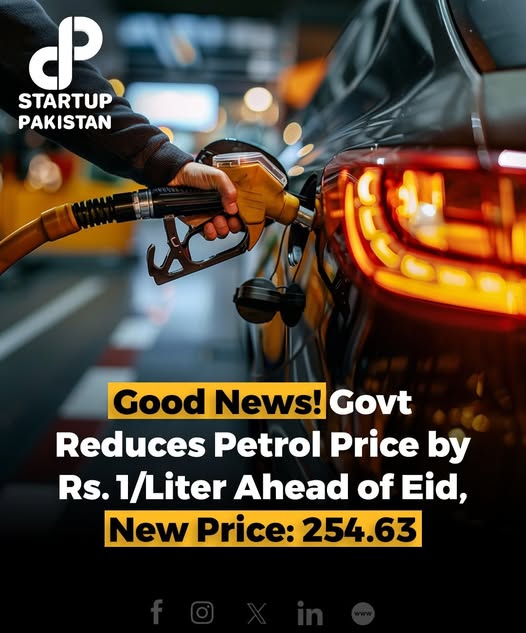 STARTUP
PAKISTAN
Good News! Govt
Reduces Petrol Price by
Rs. 1/Liter Ahead of Eid,
New Price: 254.63
www